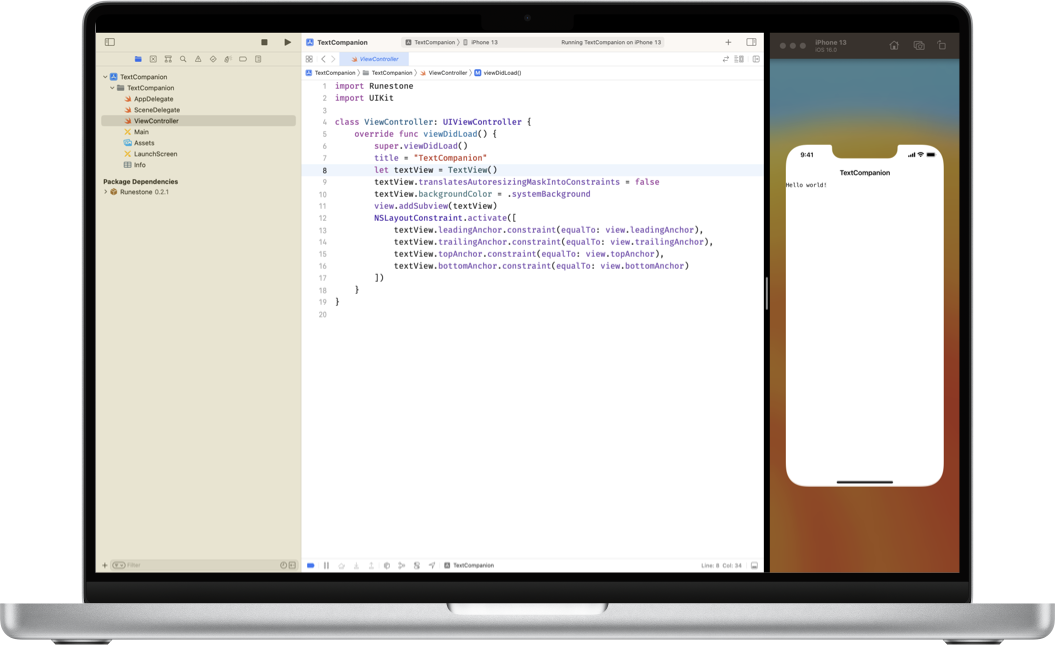 TextCompanion
TextCompanion
iPhone 13
Running TextCompanion on iPhone 13
iPhone 13
iOS 16.0
ViewController
TextCompanion
TextCompanion
ViewController
viewDidLoad()
TextCompanion
TextCompanion
AppDelegate
SceneDelegate
ViewController
Main
Assets
LaunchScreen
Info
Package Dependencies
Runestone 0.2.1
Filter
1 import Runestone
2 import UIKit
3
4 class ViewController: UIViewController {
5 override func viewDidLoad() {
6 super.viewDidLoad()
7 title = "TextCompanion"
8 let textView = TextView()
9 textView.translatesAutoresizingMaskIntoConstraints = false
10 textView.backgroundColor = .systemBackground
11 view.addSubview(textView)
12 NSLayoutConstraint.activate([
13 textView.leadingAnchor.constraint(equalTo: view.leadingAnchor),
14 textView.trailingAnchor.constraint(equalTo: view.trailingAnchor),
15 textView.topAnchor.constraint(equalTo: view.topAnchor),
16 textView.bottomAnchor.constraint(equalTo: view.bottomAnchor)
17 ])
18 }
19 }
20
TextCompanion
Line: 8 Col: 34
9:41
TextCompanion
Hello world!